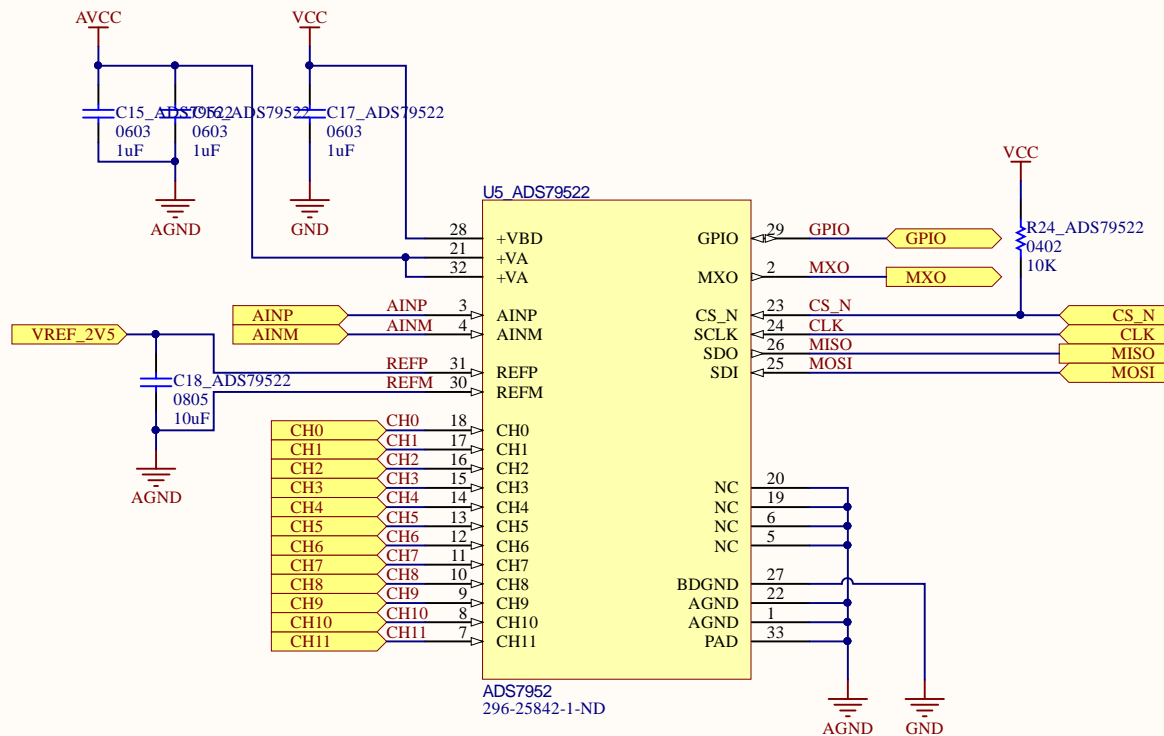 AVCC
VCC
C15_ADS79522
0603
1uF
C16_ADS79522
0603
1uF
C17_ADS79522
0603
1uF
AGND
GND
VCC
R24_ADS79522
0402
10K
U5_ADS79522
28 +VBD
21 +VA
32 +VA
AINP AINP 3 AINP
AINM AINM 4 AINM
VREF_2V5
REFP 31 REFP
REFM 30 REFM
C18_ADS79522
0805
10uF
AGND
CH0 CH0 18 CH0
CH1 CH1 17 CH1
CH2 CH2 16 CH2
CH3 CH3 15 CH3
CH4 CH4 14 CH4
CH5 CH5 13 CH5
CH6 CH6 12 CH6
CH7 CH7 11 CH7
CH8 CH8 10 CH8
CH9 CH9 9 CH9
CH10 CH10 8 CH10
CH11 CH11 7 CH11
GPIO 29 GPIO GPIO
MXO 2 MXO MXO
CS_N 23 CS_N CS_N
SCLK 24 CLK CLK
SDO 26 MISO MISO
SDI 25 MOSI MOSI
NC 20
NC 19
NC 6
NC 5
BDGND 27
AGND 22
AGND 1
PAD 33
AGND
GND
ADS7952
296-25842-1-ND